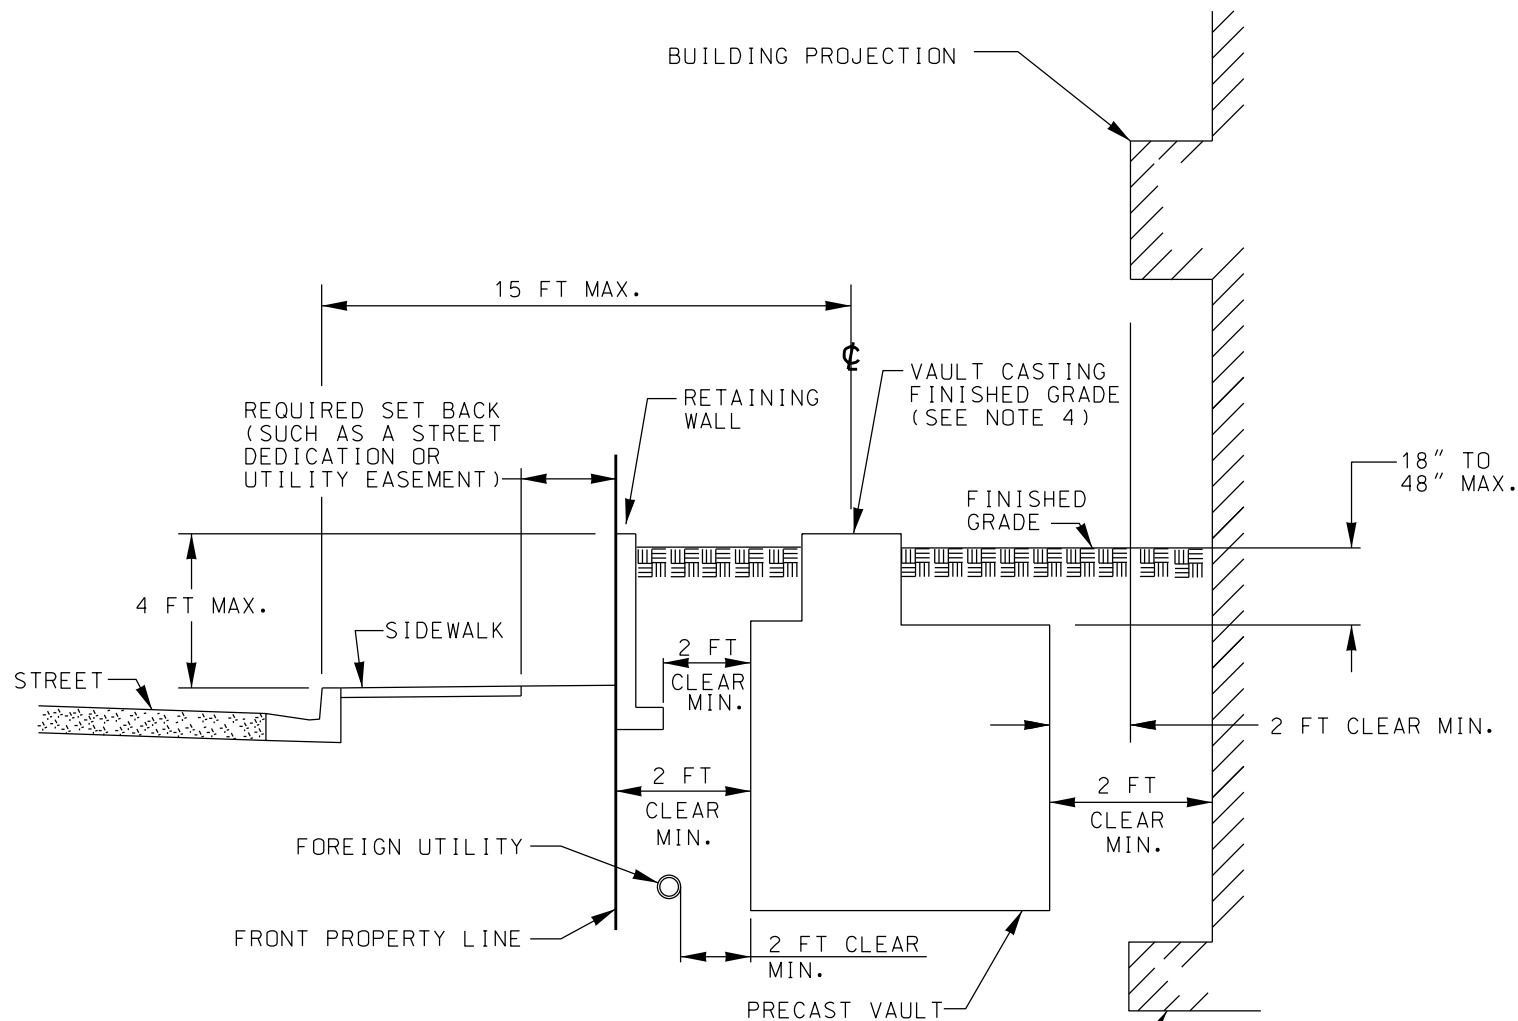 BUILDING PROJECTION
15 FT MAX.
℄
VAULT CASTING
FINISHED GRADE
(SEE NOTE 4)
RETAINING
WALL
REQUIRED SET BACK
(SUCH AS A STREET
DEDICATION OR
UTILITY EASEMENT)
18" TO
48" MAX.
FINISHED
GRADE
4 FT MAX.
SIDEWALK
STREET
2 FT
CLEAR
MIN.
2 FT CLEAR MIN.
2 FT
CLEAR
MIN.
2 FT
CLEAR
MIN.
FOREIGN UTILITY
FRONT PROPERTY LINE
2 FT CLEAR
MIN.
PRECAST VAULT